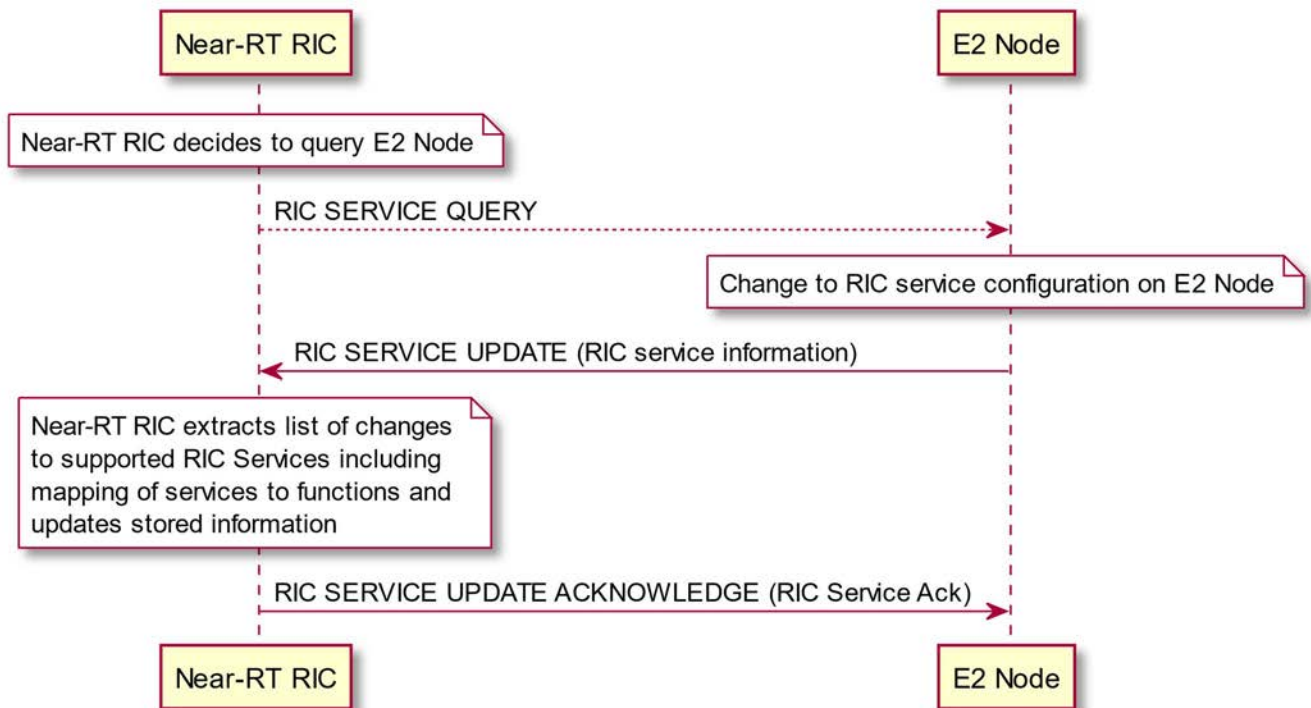 Near-RT RIC
E2 Node
Near-RT RIC decides to query E2 Node
RIC SERVICE QUERY
Change to RIC service configuration on E2 Node
RIC SERVICE UPDATE (RIC service information)
Near-RT RIC extracts list of changes
to supported RIC Services including
mapping of services to functions and
updates stored information
RIC SERVICE UPDATE ACKNOWLEDGE (RIC Service Ack)
Near-RT RIC
E2 Node